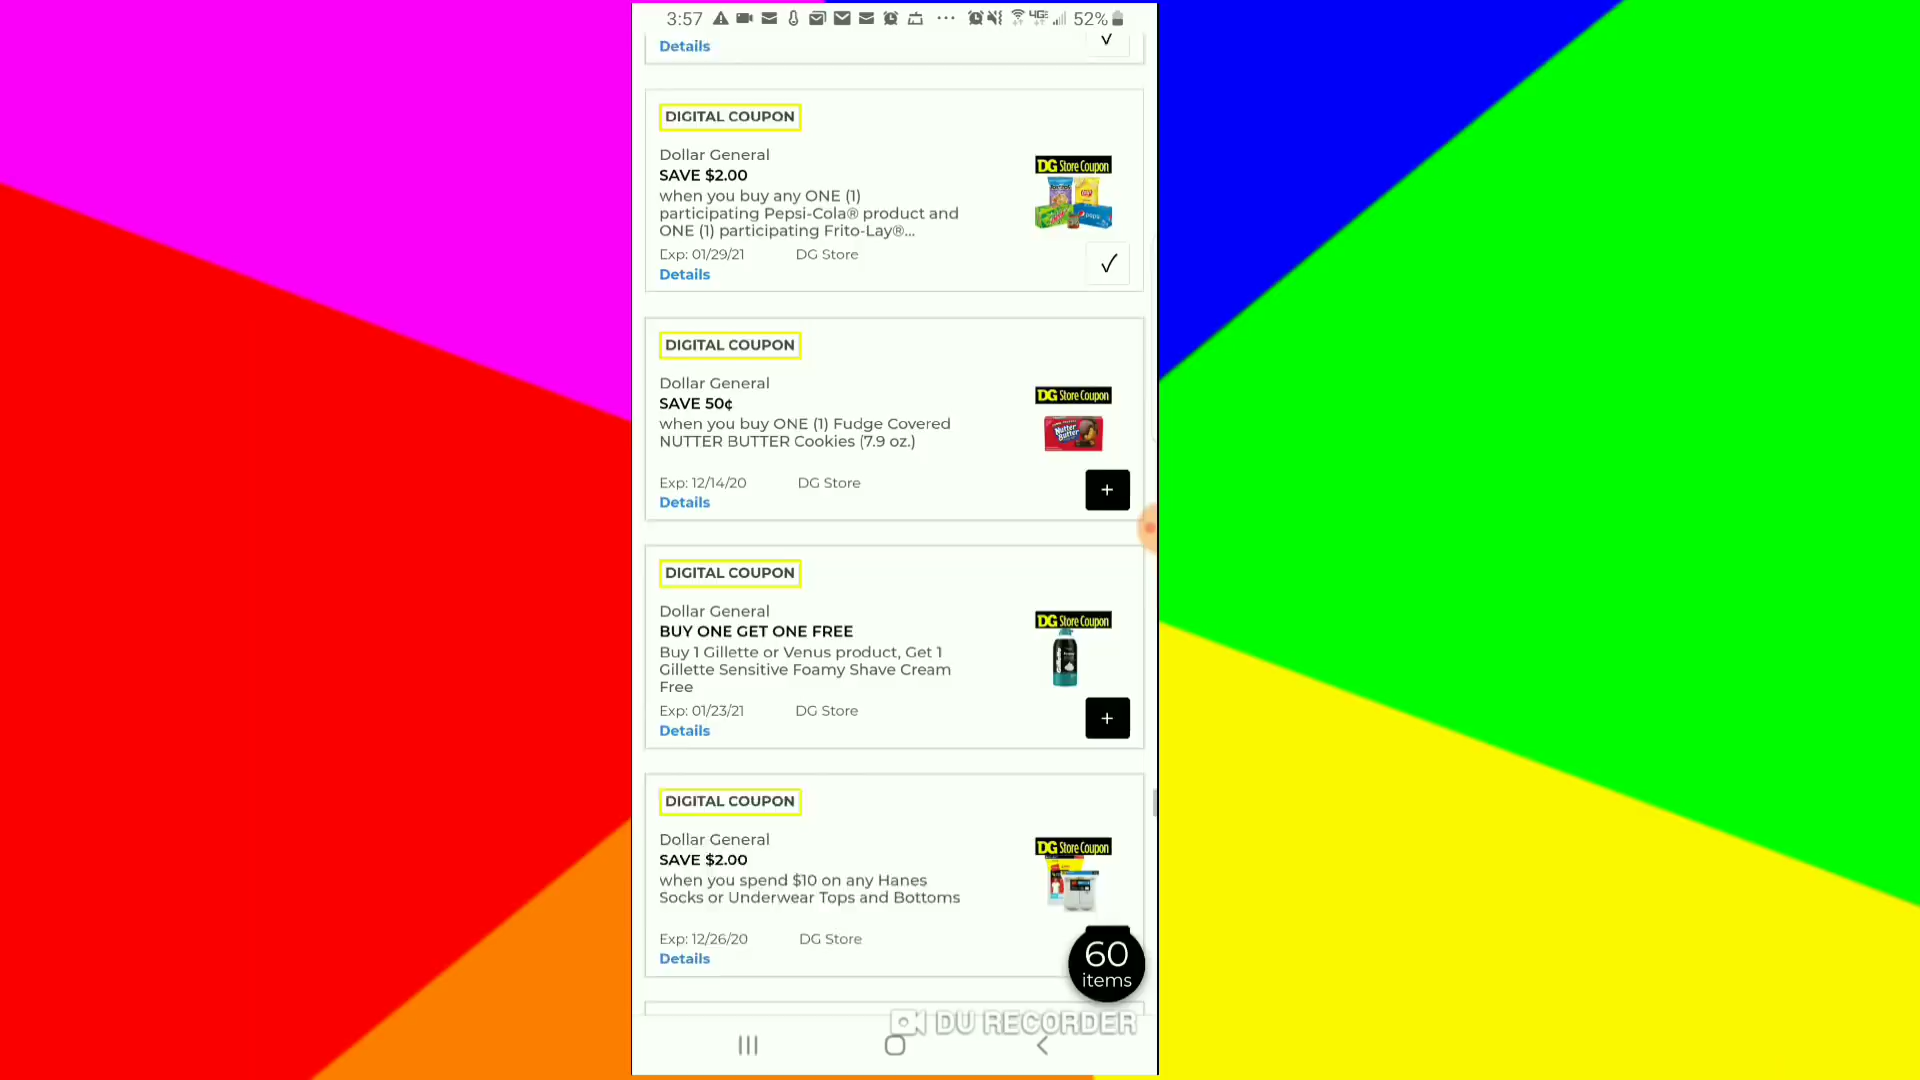 3:57 4GE 52%
Details
DIGITAL COUPON
Dollar General
SAVE $2.00
when you buy any ONE (1)
participating Pepsi-Cola® product and
ONE (1) participating Frito-Lay®...
Exp: 01/29/21 DG Store
Details
DG Store Coupon
pepsi
DIGITAL COUPON
Dollar General
SAVE 50¢
when you buy ONE (1) Fudge Covered
NUTTER BUTTER Cookies (7.9 oz.)
Exp: 12/14/20 DG Store
Details
DG Store Coupon
Nutter
Butter
+
DIGITAL COUPON
Dollar General
BUY ONE GET ONE FREE
Buy 1 Gillette or Venus product, Get 1
Gillette Sensitive Foamy Shave Cream
Free
Exp: 01/23/21 DG Store
Details
DG Store Coupon
Gillette
+
DIGITAL COUPON
Dollar General
SAVE $2.00
when you spend $10 on any Hanes
Socks or Underwear Tops and Bottoms
Exp: 12/26/20 DG Store
Details
DG Store Coupon
60
items
DU RECORDER